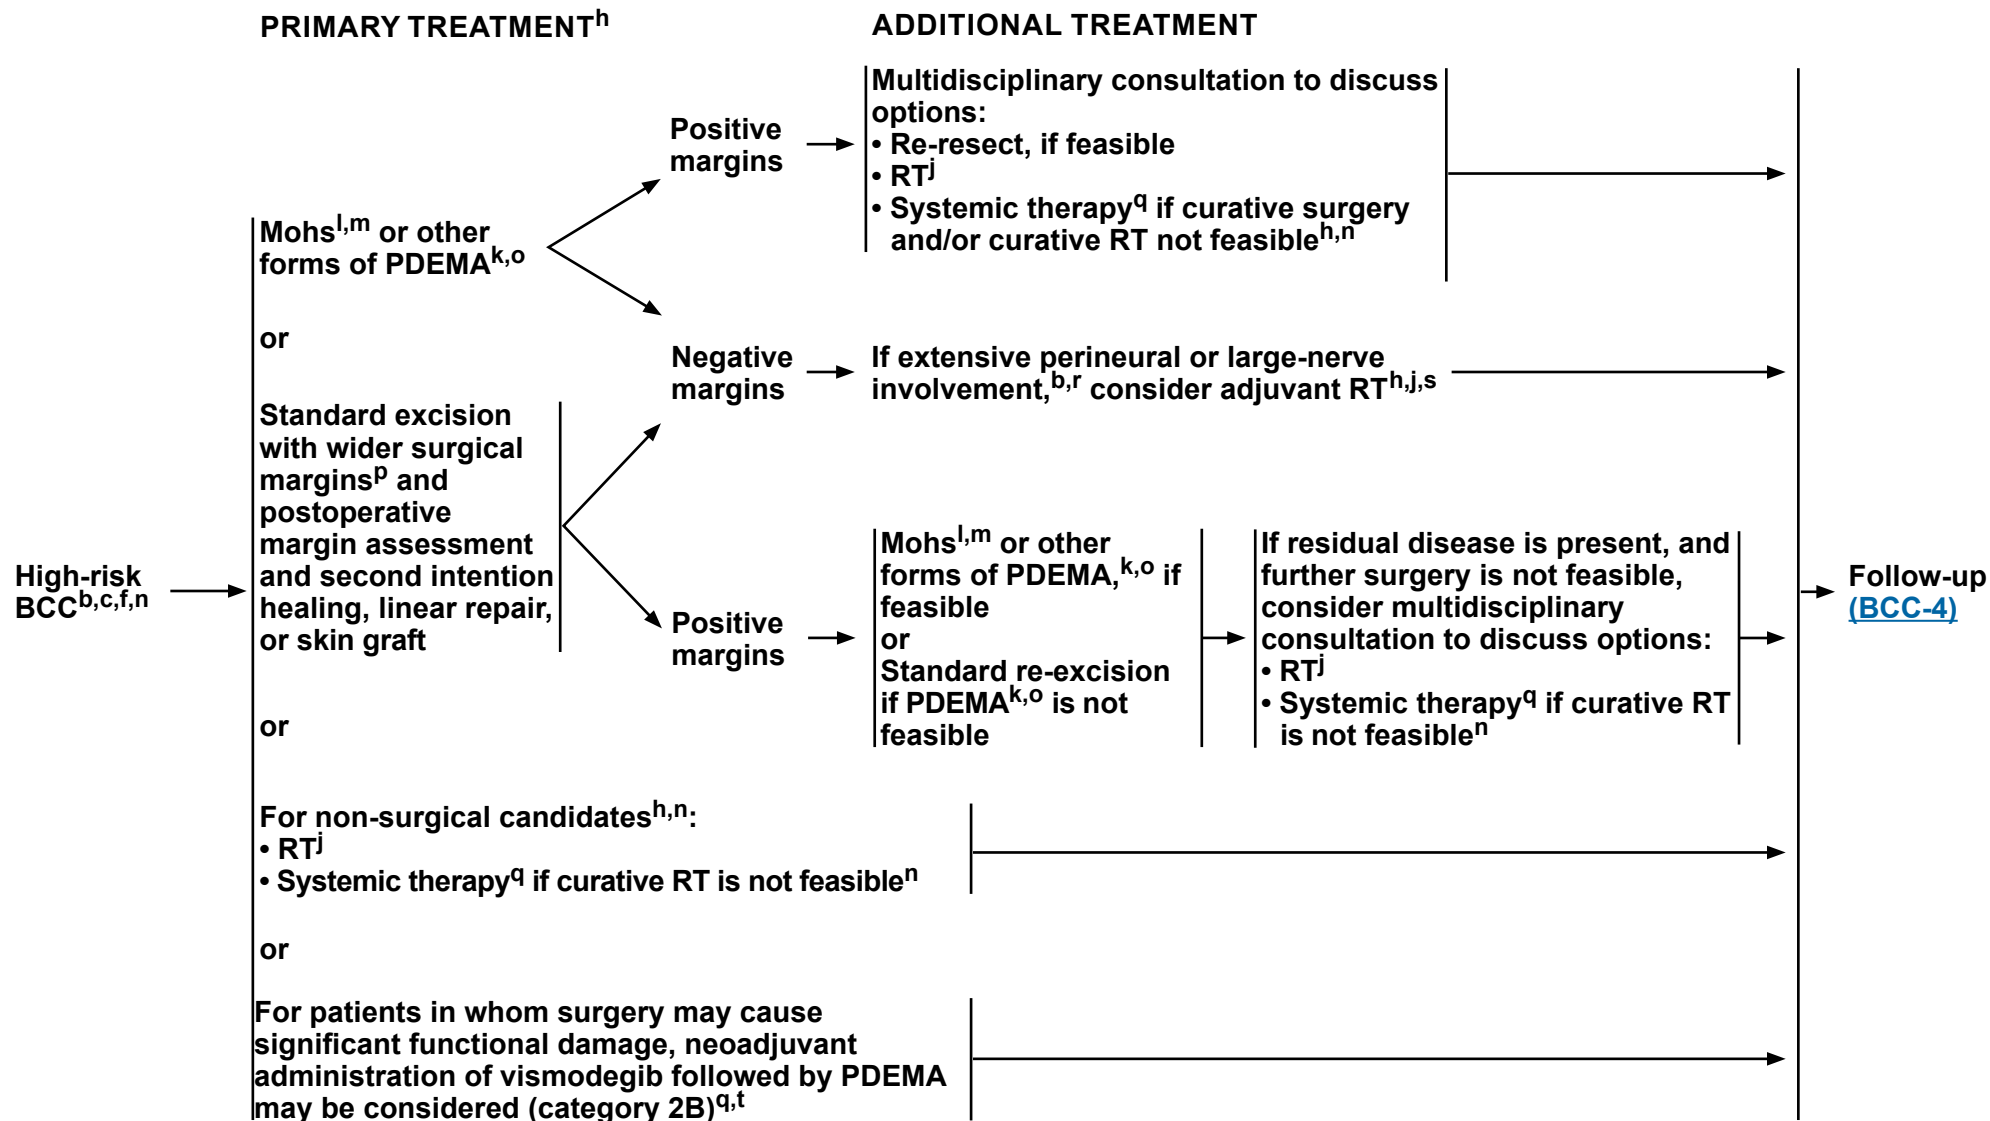 PRIMARY TREATMENTh
ADDITIONAL TREATMENT
High-risk
BCCb,c,f,n
Mohsl,m or other
forms of PDEMAk,o
or
Standard excision
with wider surgical
marginsp and
postoperative
margin assessment
and second intention
healing, linear repair,
or skin graft
or
For non-surgical candidatesh,n:
• RTj
• Systemic therapyq if curative RT is not feasiblen
or
For patients in whom surgery may cause
significant functional damage, neoadjuvant
administration of vismodegib followed by PDEMA
may be considered (category 2B)q,t
Positive
margins
Multidisciplinary consultation to discuss
options:
• Re-resect, if feasible
• RTj
• Systemic therapyq if curative surgery
and/or curative RT not feasibleh,n
Negative
margins
If extensive perineural or large-nerve
involvement,b,r consider adjuvant RTh,j,s
Positive
margins
Mohsl,m or other
forms of PDEMA,k,o if
feasible
or
Standard re-excision
if PDEMAk,o is not
feasible
If residual disease is present, and
further surgery is not feasible,
consider multidisciplinary
consultation to discuss options:
• RTj
• Systemic therapyq if curative RT
is not feasiblen
Follow-up
(BCC-4)